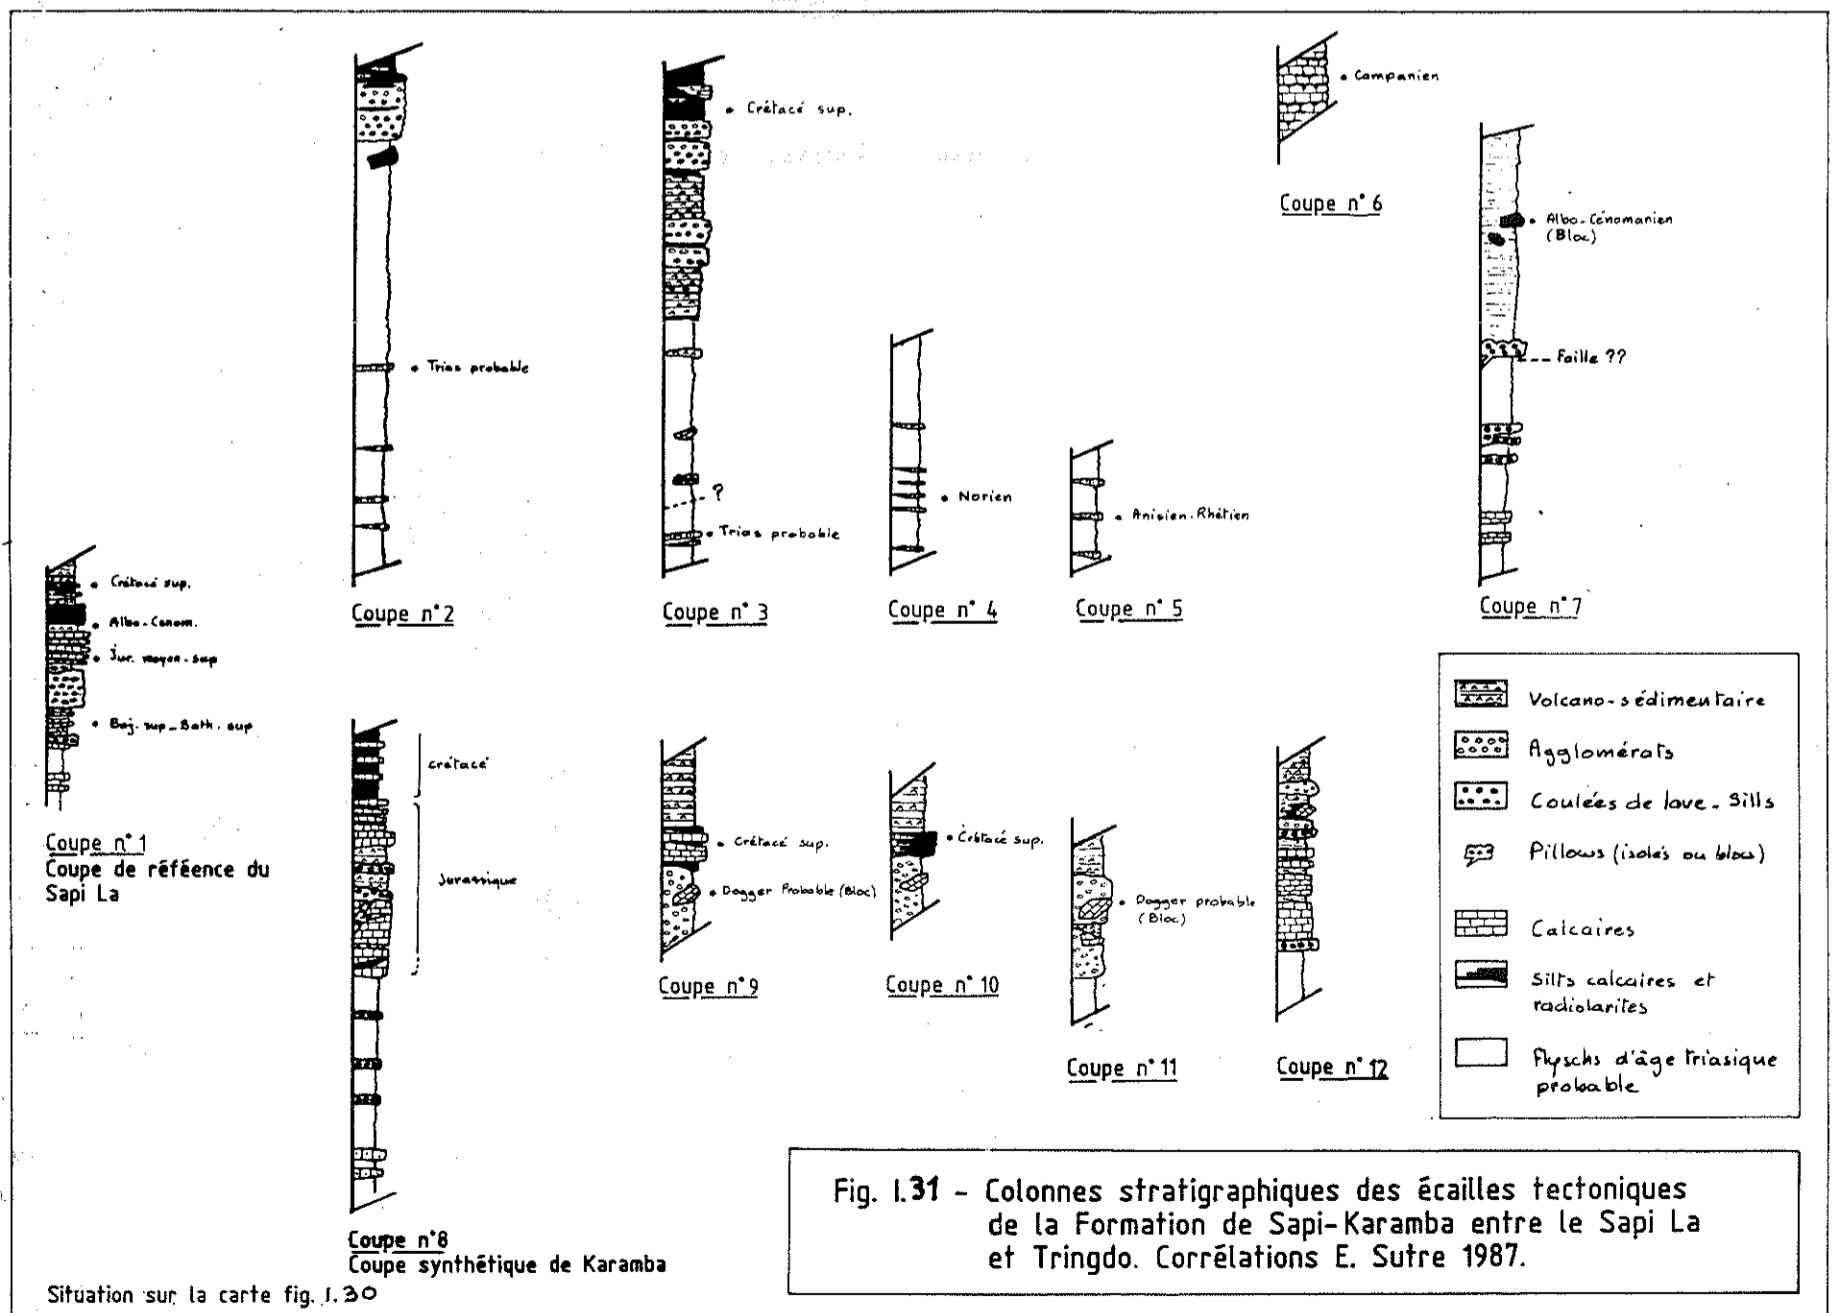 Crétacé sup.
Albo-Cenom.
Jur. moyen-sup
Baj. sup_Bath. sup
Coupe n°1
Coupe de référence du
Sapi La
Trias probable
Coupe n°2
Crétacé sup.
?
Trias probable
Coupe n° 3
Norien
Coupe n° 4
Anisien-Rhétien
Coupe n° 5
Campanien
Coupe n° 6
Albo-Cénomanien
(Bloc)
Faille ??
Coupe n°7
crétacé
Jurassique
Coupe n°8
Coupe synthétique de Karamba
Crétacé sup.
Dogger Probable (Bloc)
Coupe n°9
Crétacé sup.
Coupe n° 10
Dogger probable
(Bloc)
Coupe n° 11
Coupe n° 12
Volcano-sédimentaire
Agglomérats
Coulées de lave - Sills
Pillows (isolés ou blocs)
Calcaires
Silts calcaires et
radiolarites
Flyschs d'âge triasique
probable
Fig. I.31 - Colonnes stratigraphiques des écailles tectoniques
de la Formation de Sapi-Karamba entre le Sapi La
et Tringdo. Corrélations E. Sutre 1987.
Situation sur la carte fig. I.30